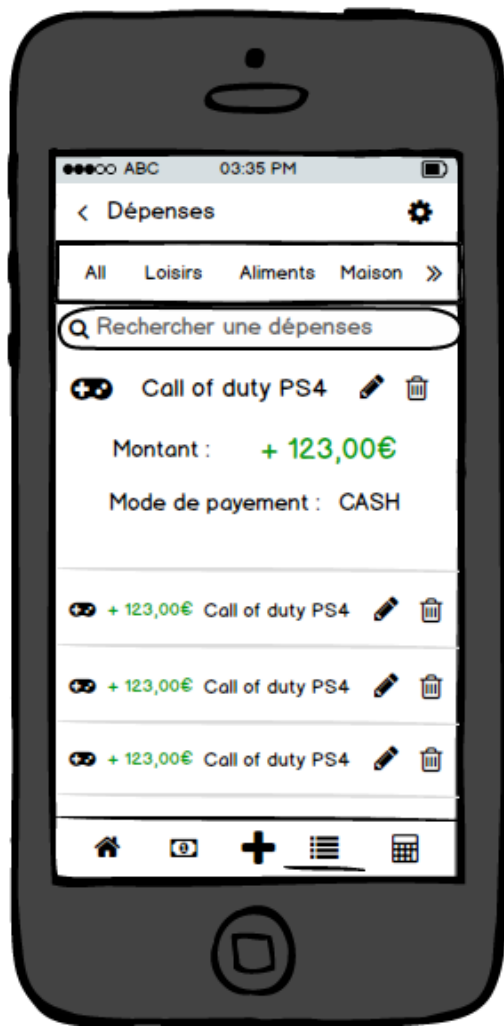 ABC 03:35 PM
< Dépenses
All Loisirs Aliments Maison »
Rechercher une dépenses
Call of duty PS4
Montant : + 123,00€
Mode de payement : CASH
+ 123,00€ Call of duty PS4
+ 123,00€ Call of duty PS4
+ 123,00€ Call of duty PS4